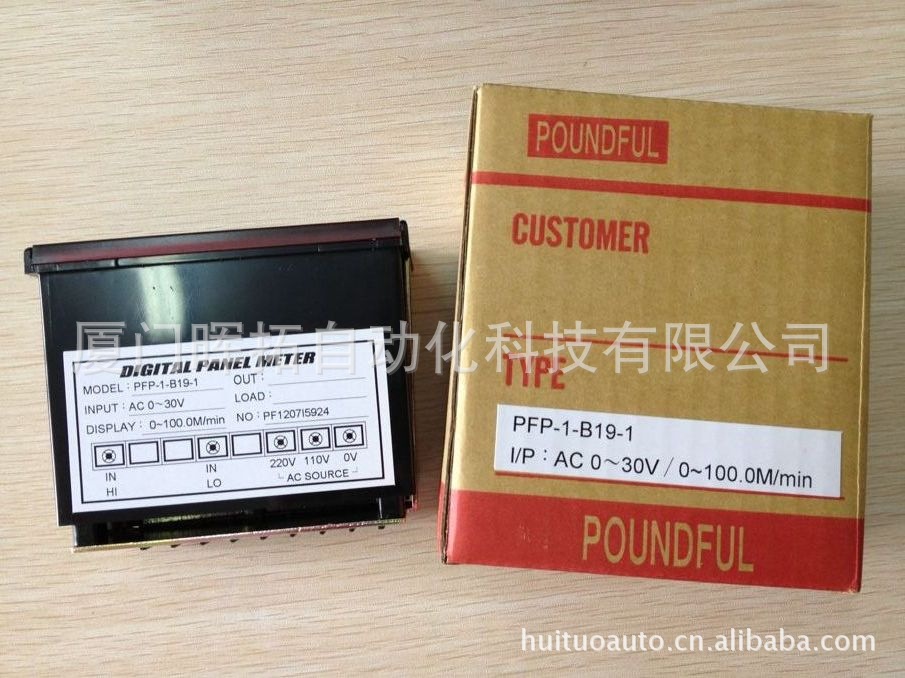 POUNDFUL
CUSTOMER
厦门晖拓自动化科技有限公司
DIGITAL PANEL METER
MODEL：PFP-1-B19-1 OUT：
INPUT：AC 0～30V LOAD：
DISPLAY：0~100.0M/min NO：PF1207I5924
IN IN 220V 110V 0V
HI LO AC SOURCE
TYPE
PFP-1-B19-1
I/P：AC 0～30V / 0~100.0M/min
POUNDFUL
huituoauto.cn.alibaba.com